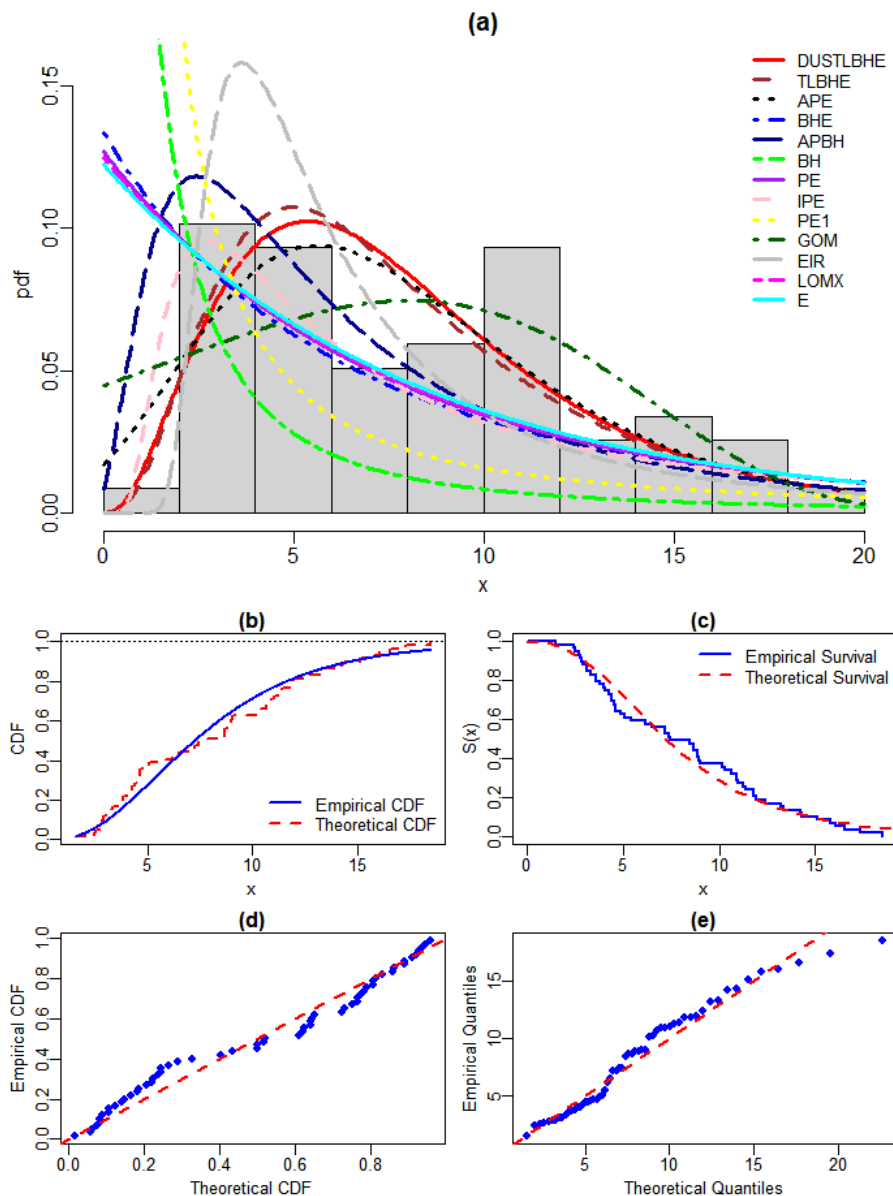 (a)
DUSTLBHE
TLBHE
APE
BHE
APBH
BH
PE
IPE
PE1
GOM
EIR
LOMX
E
pdf
0.15
0.10
0.05
0.00
0 5 10 15 20
x
(b)
CDF
1.0
0.8
0.6
0.4
0.2
0.0
Empirical CDF
Theoretical CDF
5 10 15
x
(c)
S(x)
1.0
0.8
0.6
0.4
0.2
0.0
Empirical Survival
Theoretical Survival
0 5 10 15
x
(d)
Empirical CDF
1.0
0.8
0.6
0.4
0.2
0.0
0.0 0.2 0.4 0.6 0.8
Theoretical CDF
(e)
Empirical Quantiles
15
10
5
5 10 15 20
Theoretical Quantiles